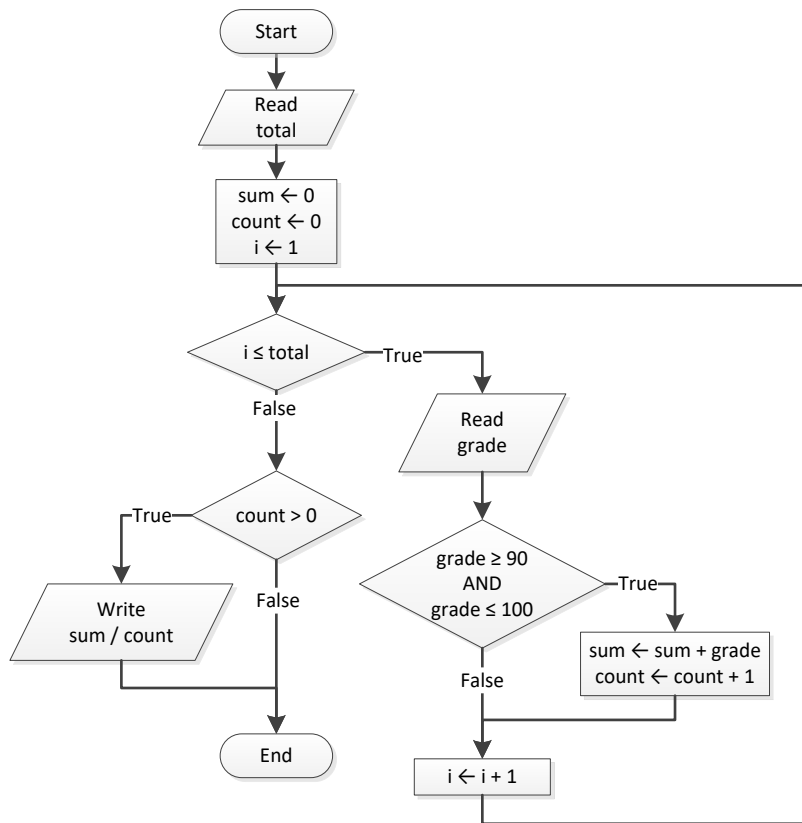 Start
Read
total
sum ← 0
count ← 0
i ← 1
i ≤ total
True
False
Read
grade
count > 0
True
False
Write
sum / count
grade ≥ 90
AND
grade ≤ 100
True
False
sum ← sum + grade
count ← count + 1
i ← i + 1
End